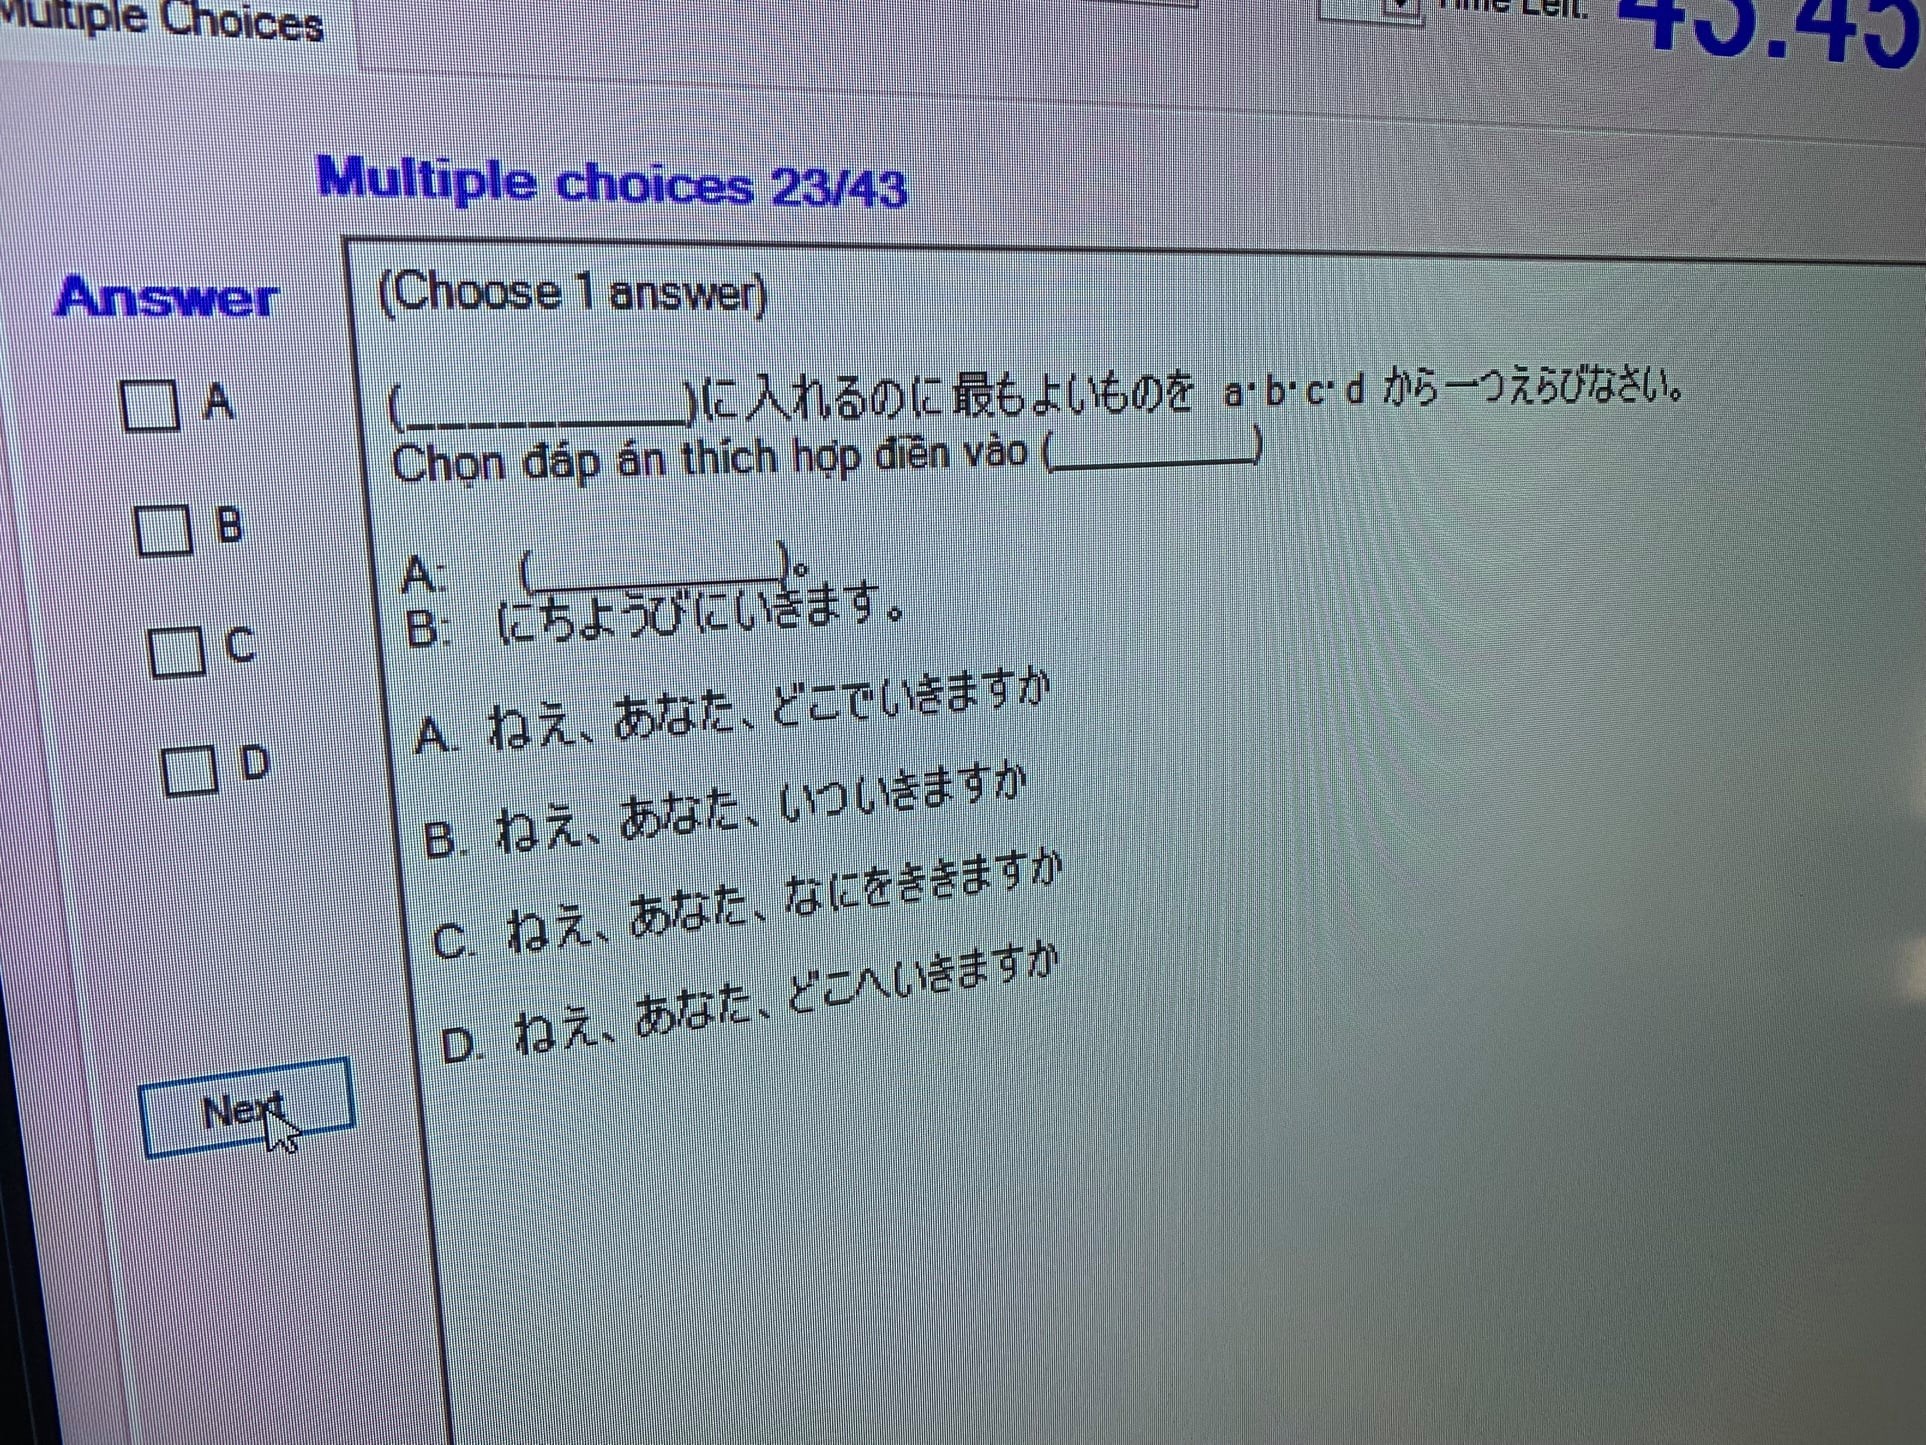 Multiple Choices
Time Left:
Multiple choices 23/43
Answer
(Choose 1 answer)
(__________)に入れるのに最もよいものを a·b·c·d から一つえらびなさい。
Chọn đáp án thích hợp điền vào (________)
A: (__________)。
B: にちようびにいきます。
A. ねえ、あなた、どこでいきますか
B. ねえ、あなた、いついきますか
C. ねえ、あなた、なにをききますか
D. ねえ、あなた、どこへいきますか
A
B
C
D
Next